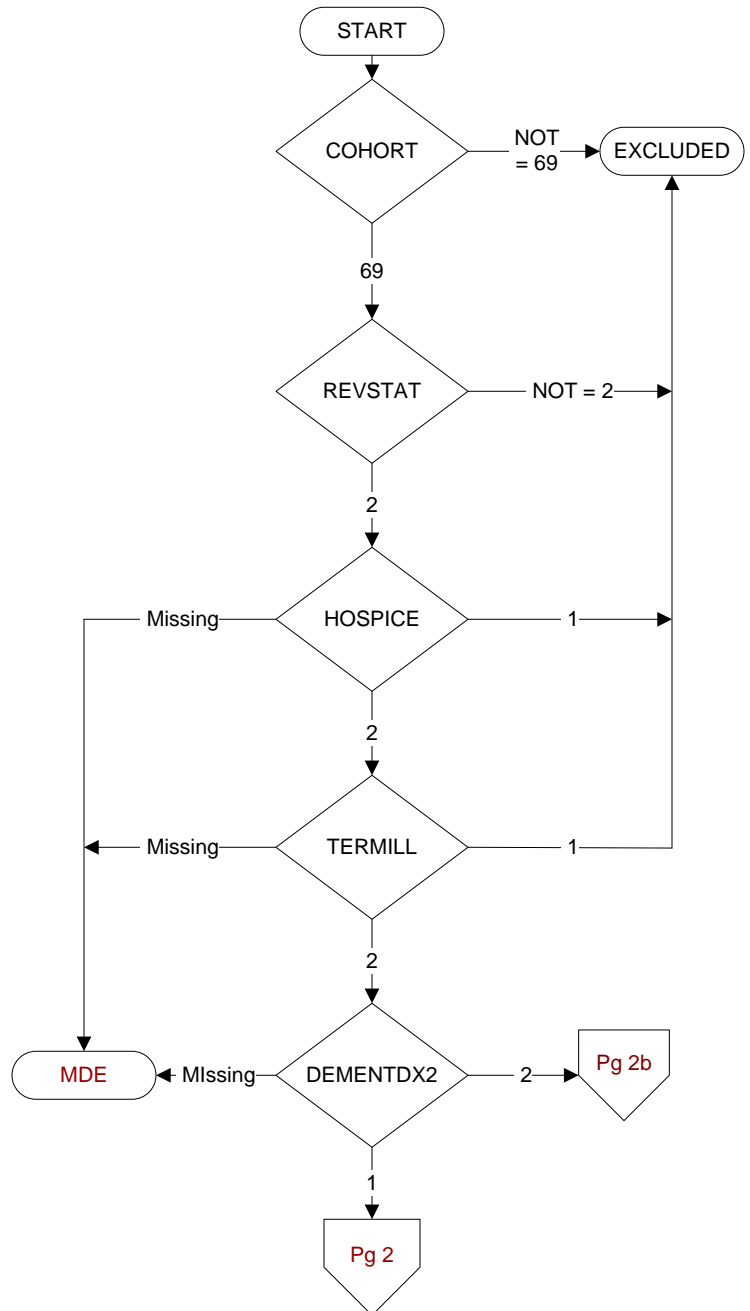 START
COHORT
NOT
= 69
EXCLUDED
69
REVSTAT
NOT = 2
2
Missing
HOSPICE
1
2
Missing
TERMILL
1
2
MDE
MIssing
DEMENTDX2
2
Pg 2b
1
Pg 2